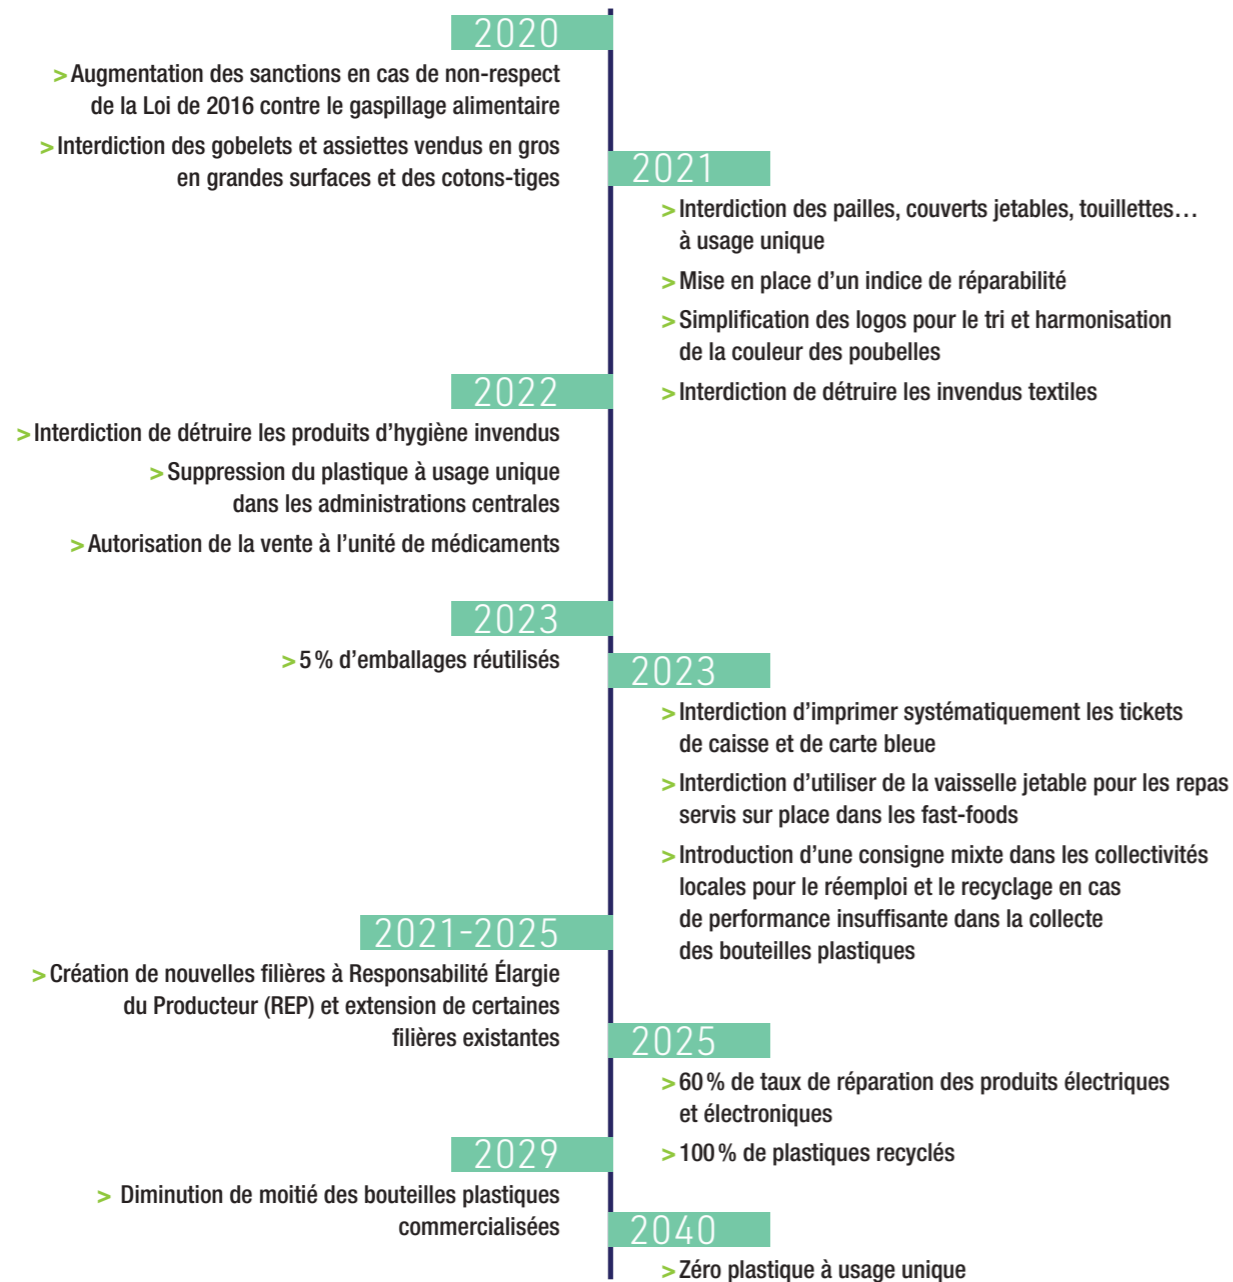 2020
> Augmentation des sanctions en cas de non-respect
de la Loi de 2016 contre le gaspillage alimentaire
> Interdiction des gobelets et assiettes vendus en gros
en grandes surfaces et des cotons-tiges
2021
> Interdiction des pailles, couverts jetables, touillettes…
à usage unique
> Mise en place d’un indice de réparabilité
> Simplification des logos pour le tri et harmonisation
de la couleur des poubelles
> Interdiction de détruire les invendus textiles
2022
> Interdiction de détruire les produits d’hygiène invendus
> Suppression du plastique à usage unique
dans les administrations centrales
> Autorisation de la vente à l’unité de médicaments
2023
> 5 % d’emballages réutilisés
2023
> Interdiction d’imprimer systématiquement les tickets
de caisse et de carte bleue
> Interdiction d’utiliser de la vaisselle jetable pour les repas
servis sur place dans les fast-foods
> Introduction d’une consigne mixte dans les collectivités
locales pour le réemploi et le recyclage en cas
de performance insuffisante dans la collecte
des bouteilles plastiques
2021-2025
> Création de nouvelles filières à Responsabilité Élargie
du Producteur (REP) et extension de certaines
filières existantes
2025
> 60 % de taux de réparation des produits électriques
et électroniques
> 100 % de plastiques recyclés
2029
> Diminution de moitié des bouteilles plastiques
commercialisées
2040
> Zéro plastique à usage unique